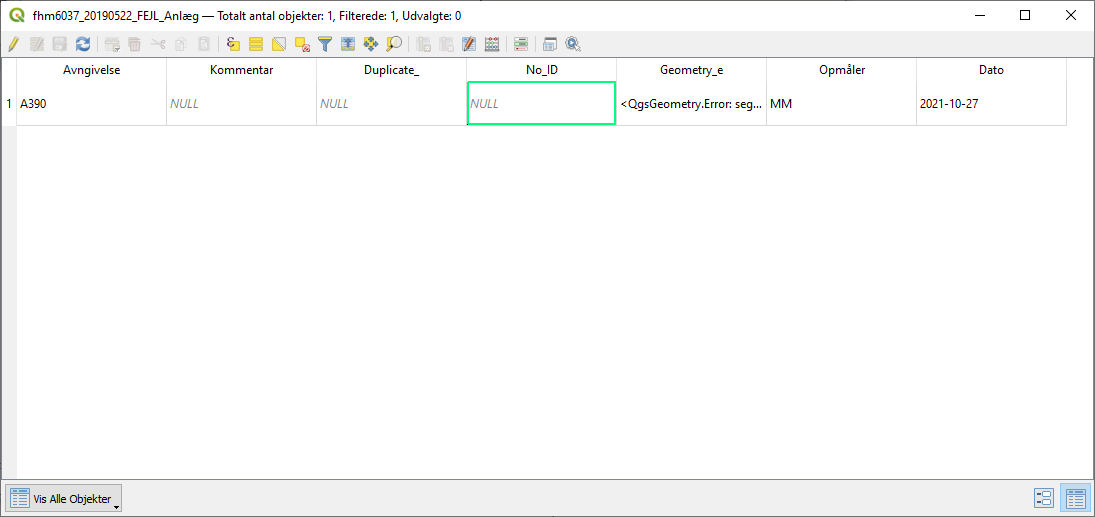 fhm6037_20190522_FEJL_Anlæg — Totalt antal objekter: 1, Filterede: 1, Udvalgte: 0
Avngivelse Kommentar Duplicate_ No_ID Geometry_e Opmåler Dato
1 A390 NULL NULL NULL <QgsGeometry.Error: seg... MM 2021-10-27
Vis Alle Objekter